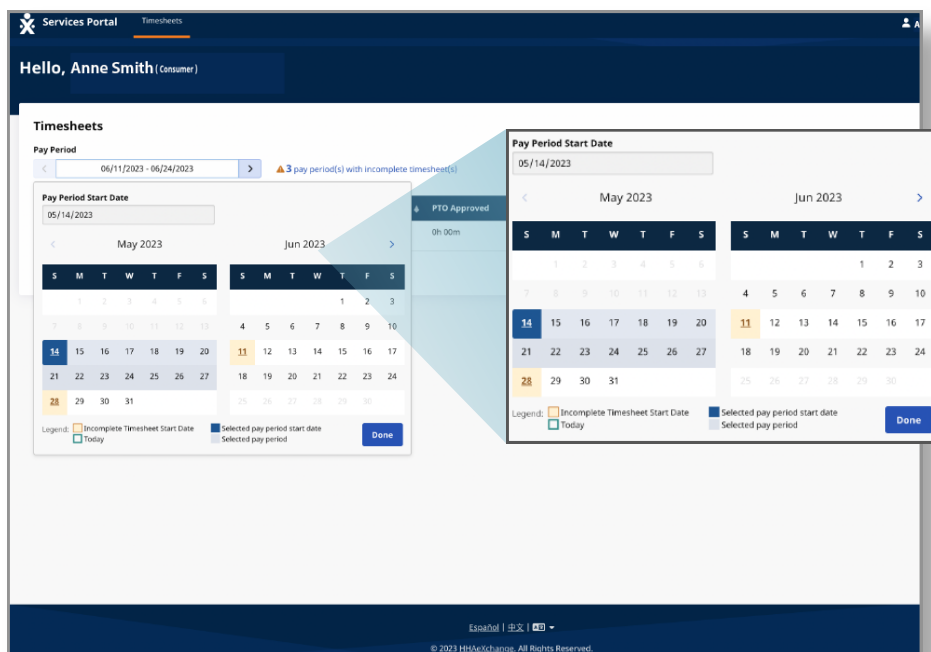 Services Portal Timesheets A
Hello, Anne Smith (Consumer)
Timesheets
Pay Period
06/11/2023 - 06/24/2023 3 pay period(s) with incomplete timesheet(s)
Pay Period Start Date
05/14/2023
May 2023 Jun 2023
S M T W T F S S M T W T F S
1 2 3 4 5 6 1 2 3
7 8 9 10 11 12 13 4 5 6 7 8 9 10
14 15 16 17 18 19 20 11 12 13 14 15 16 17
21 22 23 24 25 26 27 18 19 20 21 22 23 24
28 29 30 31 25 26 27 28 29 30
Legend: Incomplete Timesheet Start Date Selected pay period start date
Today Selected pay period
Done
PTO Approved
0h 00m
Pay Period Start Date
05/14/2023
May 2023 Jun 2023
S M T W T F S S M T W T F S
1 2 3 4 5 6 1 2 3
7 8 9 10 11 12 13 4 5 6 7 8 9 10
14 15 16 17 18 19 20 11 12 13 14 15 16 17
21 22 23 24 25 26 27 18 19 20 21 22 23 24
28 29 30 31 25 26 27 28 29 30
Legend: Incomplete Timesheet Start Date Selected pay period start date
Today Selected pay period
Done
Español | 中文 |
© 2023 HHAeXchange. All Rights Reserved.